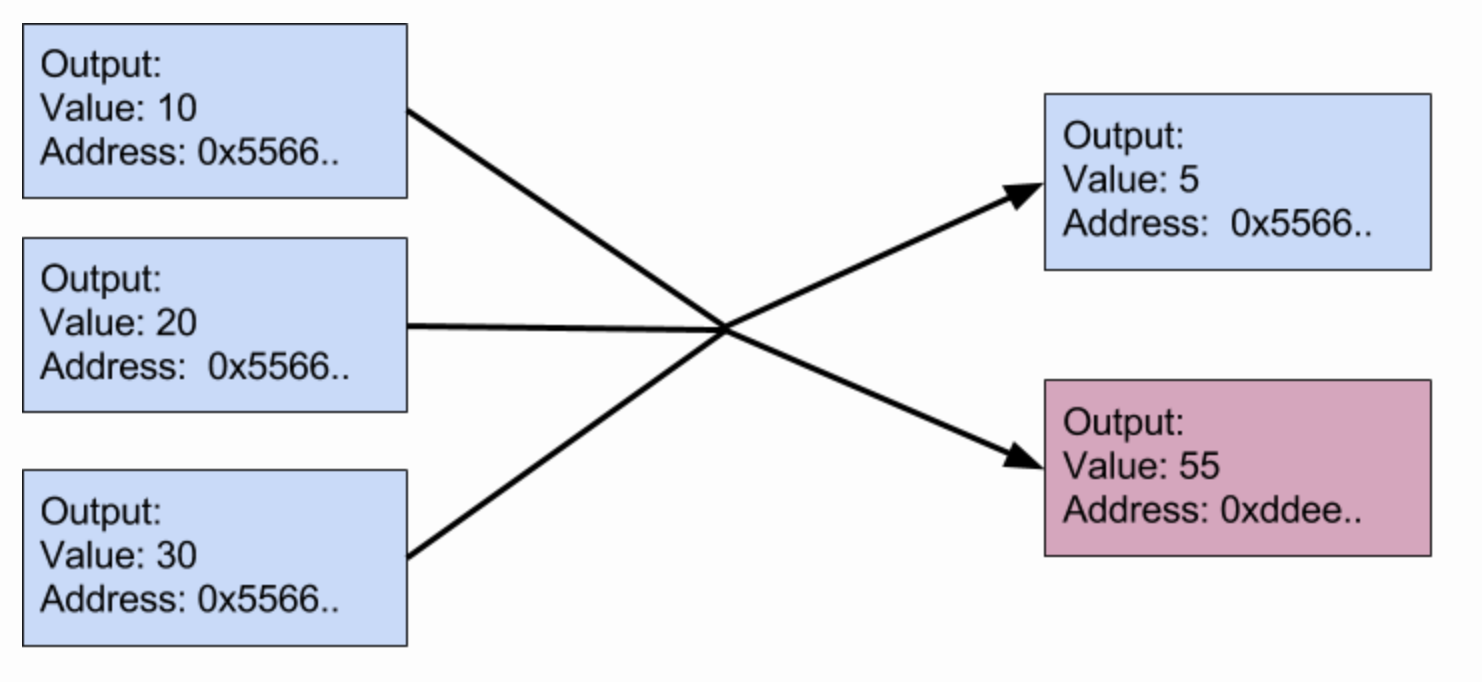 Output:
Value: 10
Address: 0x5566..
Output:
Value: 20
Address:  0x5566..
Output:
Value: 30
Address: 0x5566..
Output:
Value: 5
Address:  0x5566..
Output:
Value: 55
Address: 0xddee..